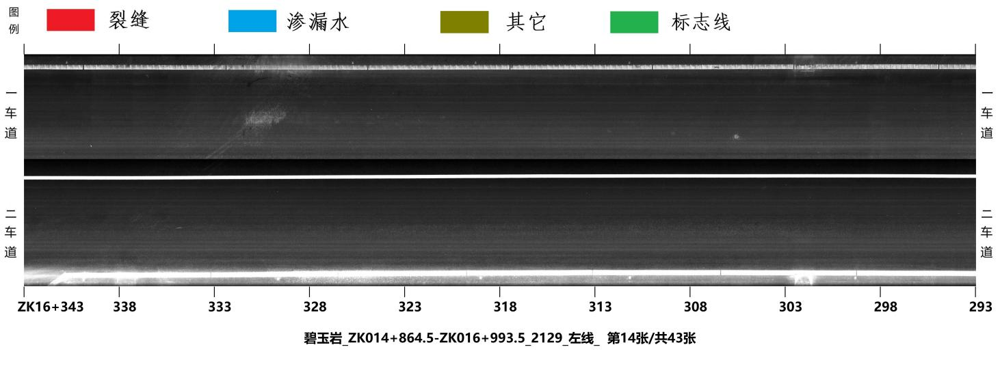 图例
裂缝 渗漏水 其它 标志线
一车道 一车道
二车道 二车道
ZK16+343 338 333 328 323 318 313 308 303 298 293
碧玉岩_ZK014+864.5-ZK016+993.5_2129_左线_ 第14张/共43张